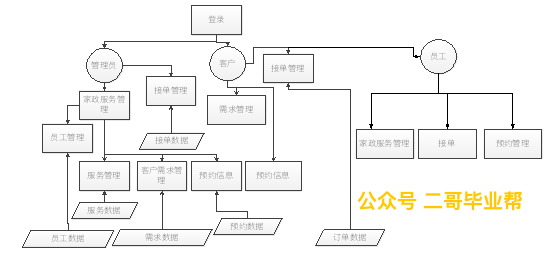 登录
管理员
客户
员工
接单管理
接单管理
家政服务管
理
需求管理
员工管理
接单数据
家政服务管理
接单
预约管理
服务管理
客户需求管
理
预约信息
预约信息
公众号 二哥毕业帮
服务数据
预约数据
员工数据
需求数据
订单数据